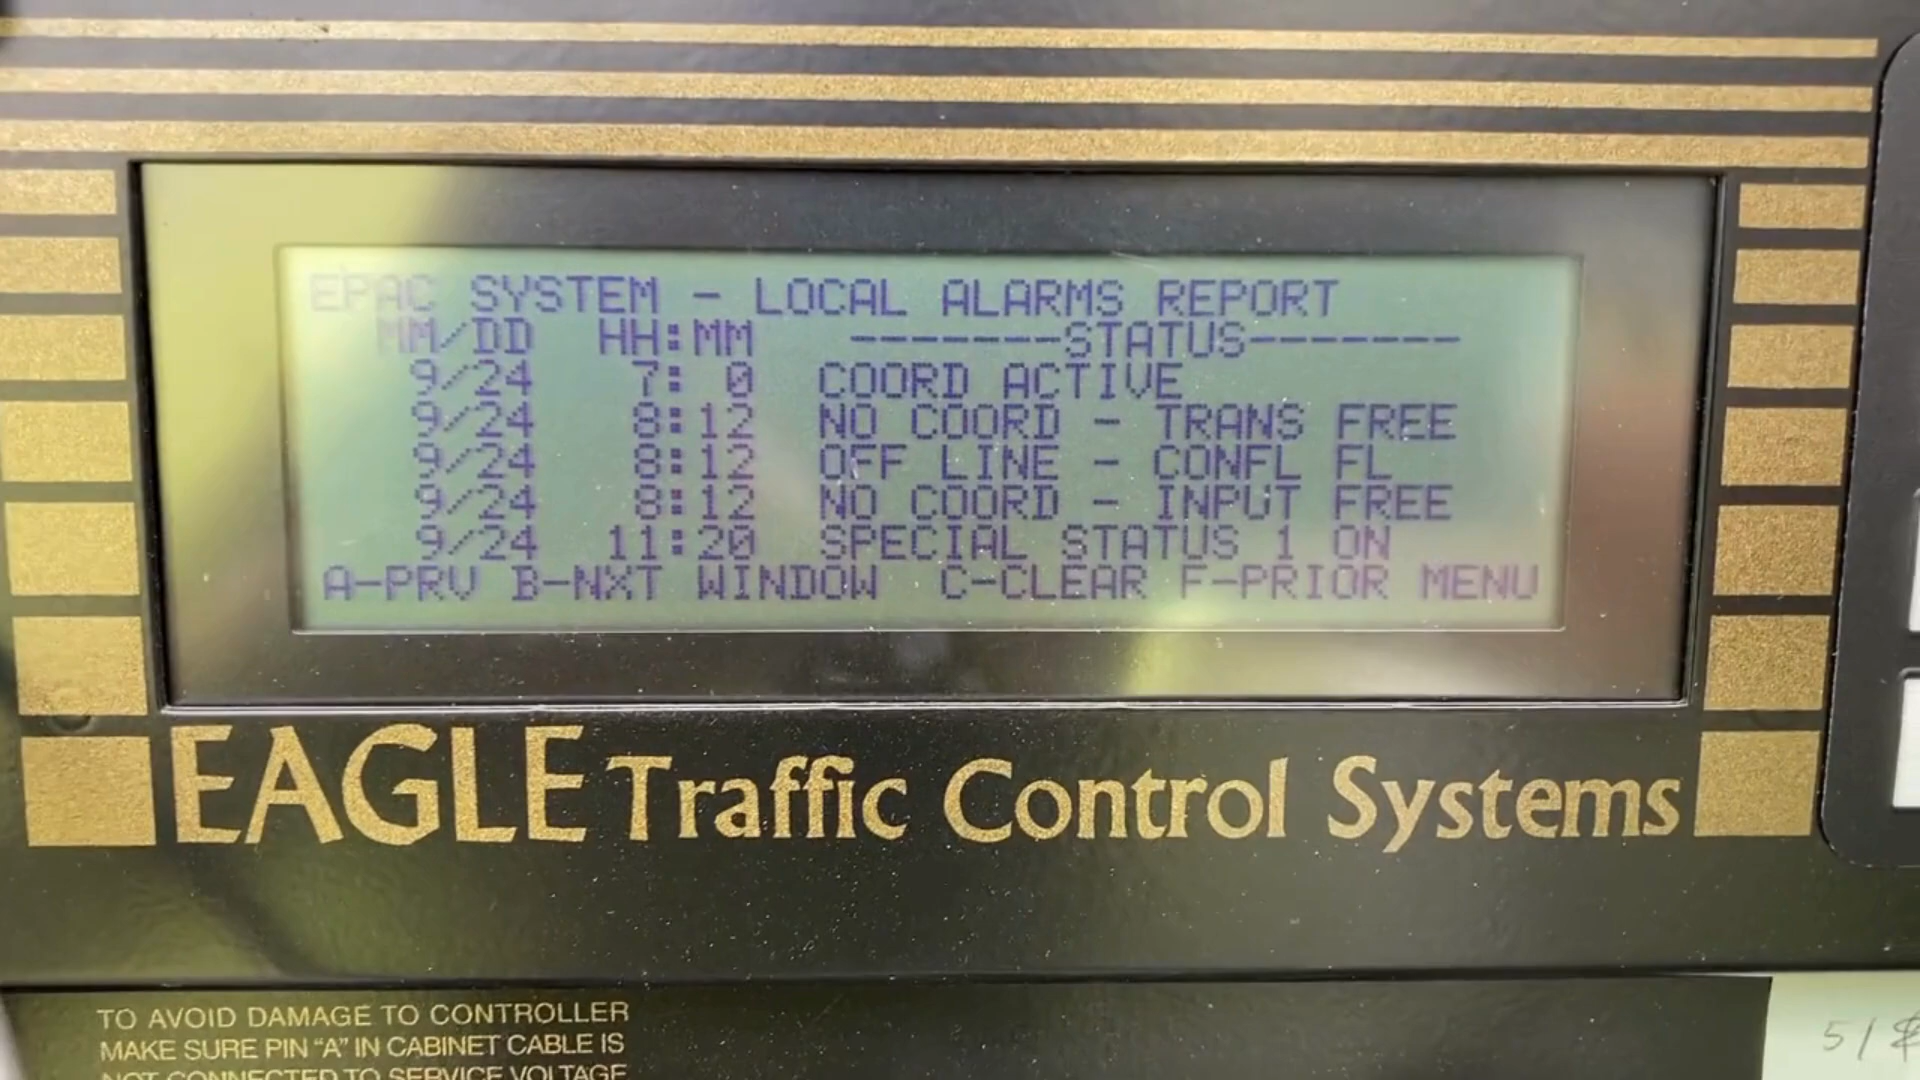 EPAC SYSTEM - LOCAL ALARMS REPORT
MM/DD HH:MM -------STATUS-------
9/24 7: 0 COORD ACTIVE
9/24 8:12 NO COORD - TRANS FREE
9/24 8:12 OFF LINE - CONFL FL
9/24 8:12 NO COORD - INPUT FREE
9/24 11:20 SPECIAL STATUS 1 ON
A-PRV B-NXT WINDOW C-CLEAR F-PRIOR MENU
EAGLE Traffic Control Systems
TO AVOID DAMAGE TO CONTROLLER
MAKE SURE PIN “A” IN CABINET CABLE IS
NOT CONNECTED TO SERVICE VOLTAGE